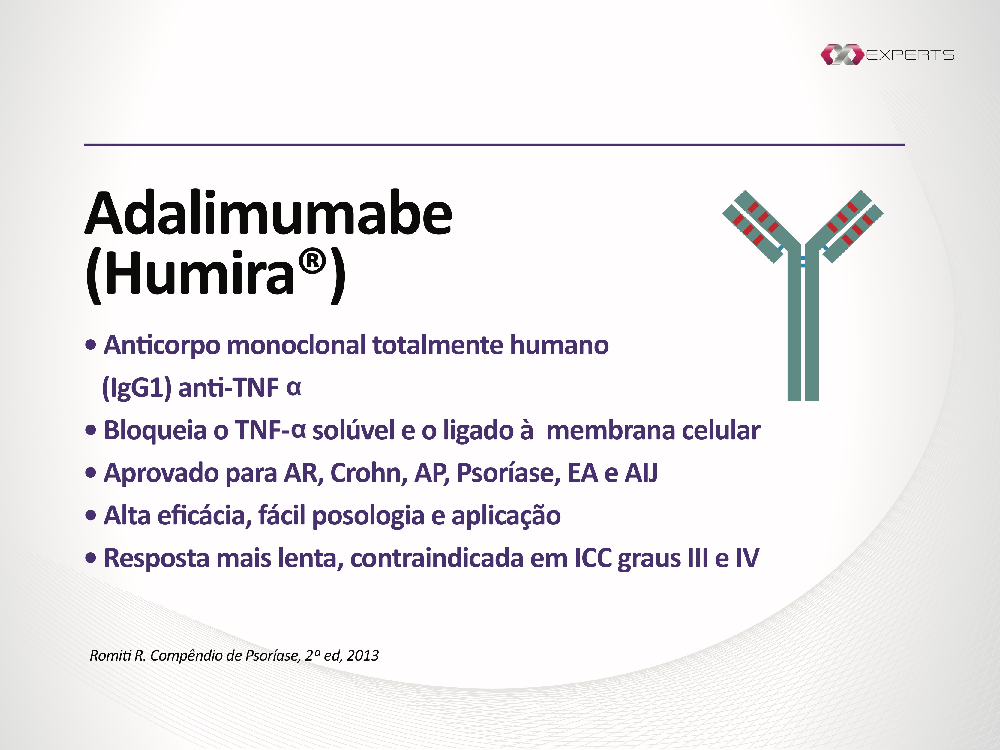 EXPERTS
Adalimumabe
(Humira®)
• Anticorpo monoclonal totalmente humano
(IgG1) anti-TNF α
• Bloqueia o TNF-α solúvel e o ligado à  membrana celular
• Aprovado para AR, Crohn, AP, Psoríase, EA e AIJ
• Alta eficácia, fácil posologia e aplicação
• Resposta mais lenta, contraindicada em ICC graus III e IV
Romiti R. Compêndio de Psoríase, 2ª ed, 2013